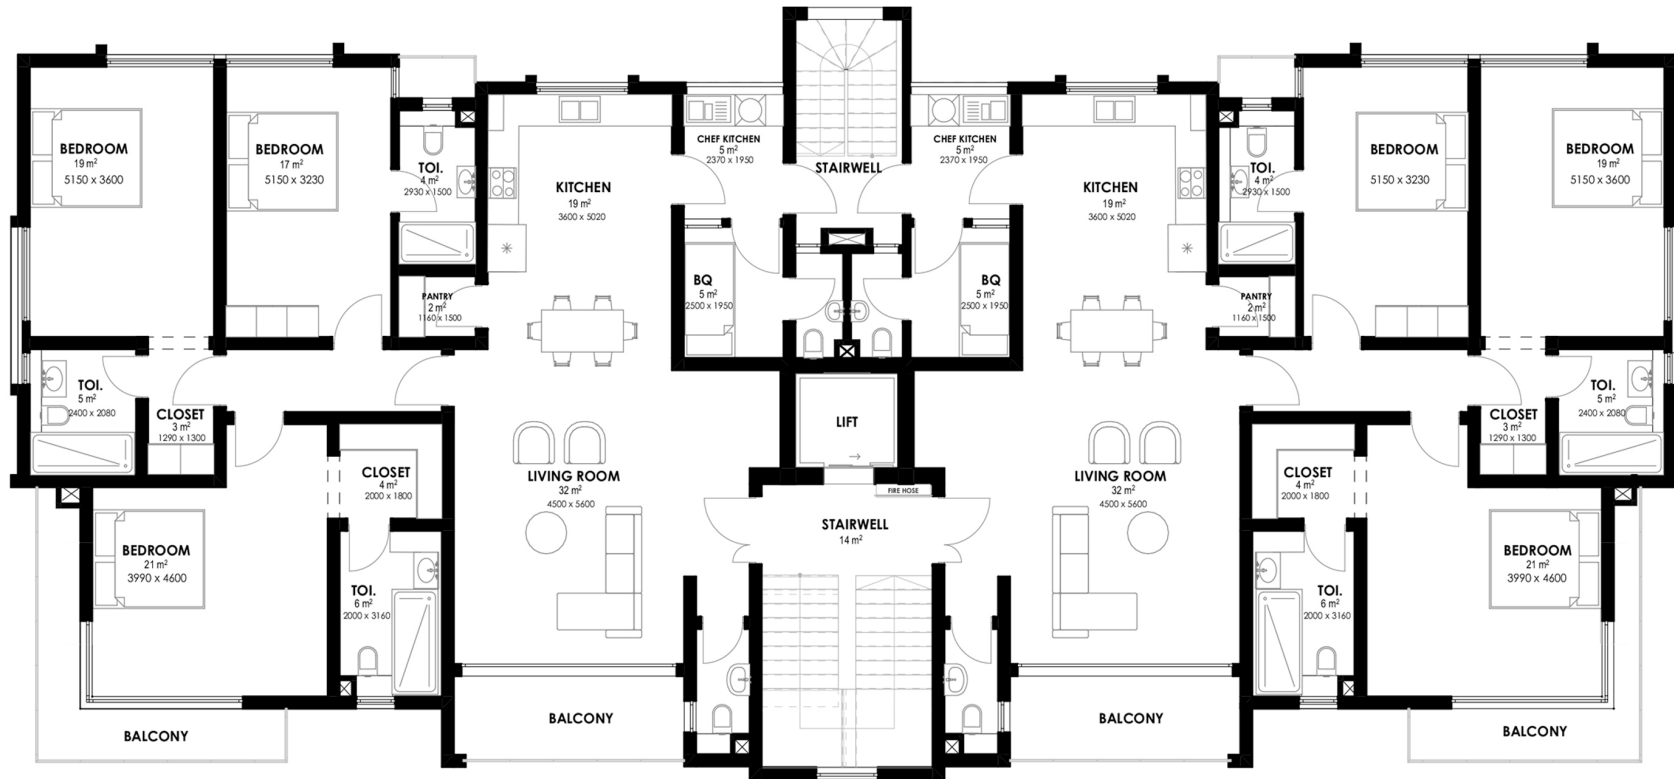 BEDROOM
19 m²
5150 x 3600
BEDROOM
17 m²
5150 x 3230
TOI.
4 m²
2930 x 1500
KITCHEN
19 m²
3600 x 5020
CHEF KITCHEN
5 m²
2370 x 1950
STAIRWELL
CHEF KITCHEN
5 m²
2370 x 1950
KITCHEN
19 m²
3600 x 5020
TOI.
4 m²
2930 x 1500
BEDROOM
5150 x 3230
BEDROOM
19 m²
5150 x 3600
PANTRY
2 m²
1160 x 1500
BQ
5 m²
2500 x 1950
BQ
5 m²
2500 x 1950
PANTRY
2 m²
1160 x 1500
TOI.
5 m²
2400 x 2080
CLOSET
3 m²
1290 x 1300
LIFT
CLOSET
3 m²
1290 x 1300
TOI.
5 m²
2400 x 2080
CLOSET
4 m²
2000 x 1800
LIVING ROOM
32 m²
4500 x 5600
FIRE HOSE
LIVING ROOM
32 m²
4500 x 5600
CLOSET
4 m²
2000 x 1800
STAIRWELL
14 m²
BEDROOM
21 m²
3990 x 4600
TOI.
6 m²
2000 x 3160
TOI.
6 m²
2000 x 3160
BEDROOM
21 m²
3990 x 4600
BALCONY
BALCONY
BALCONY
BALCONY